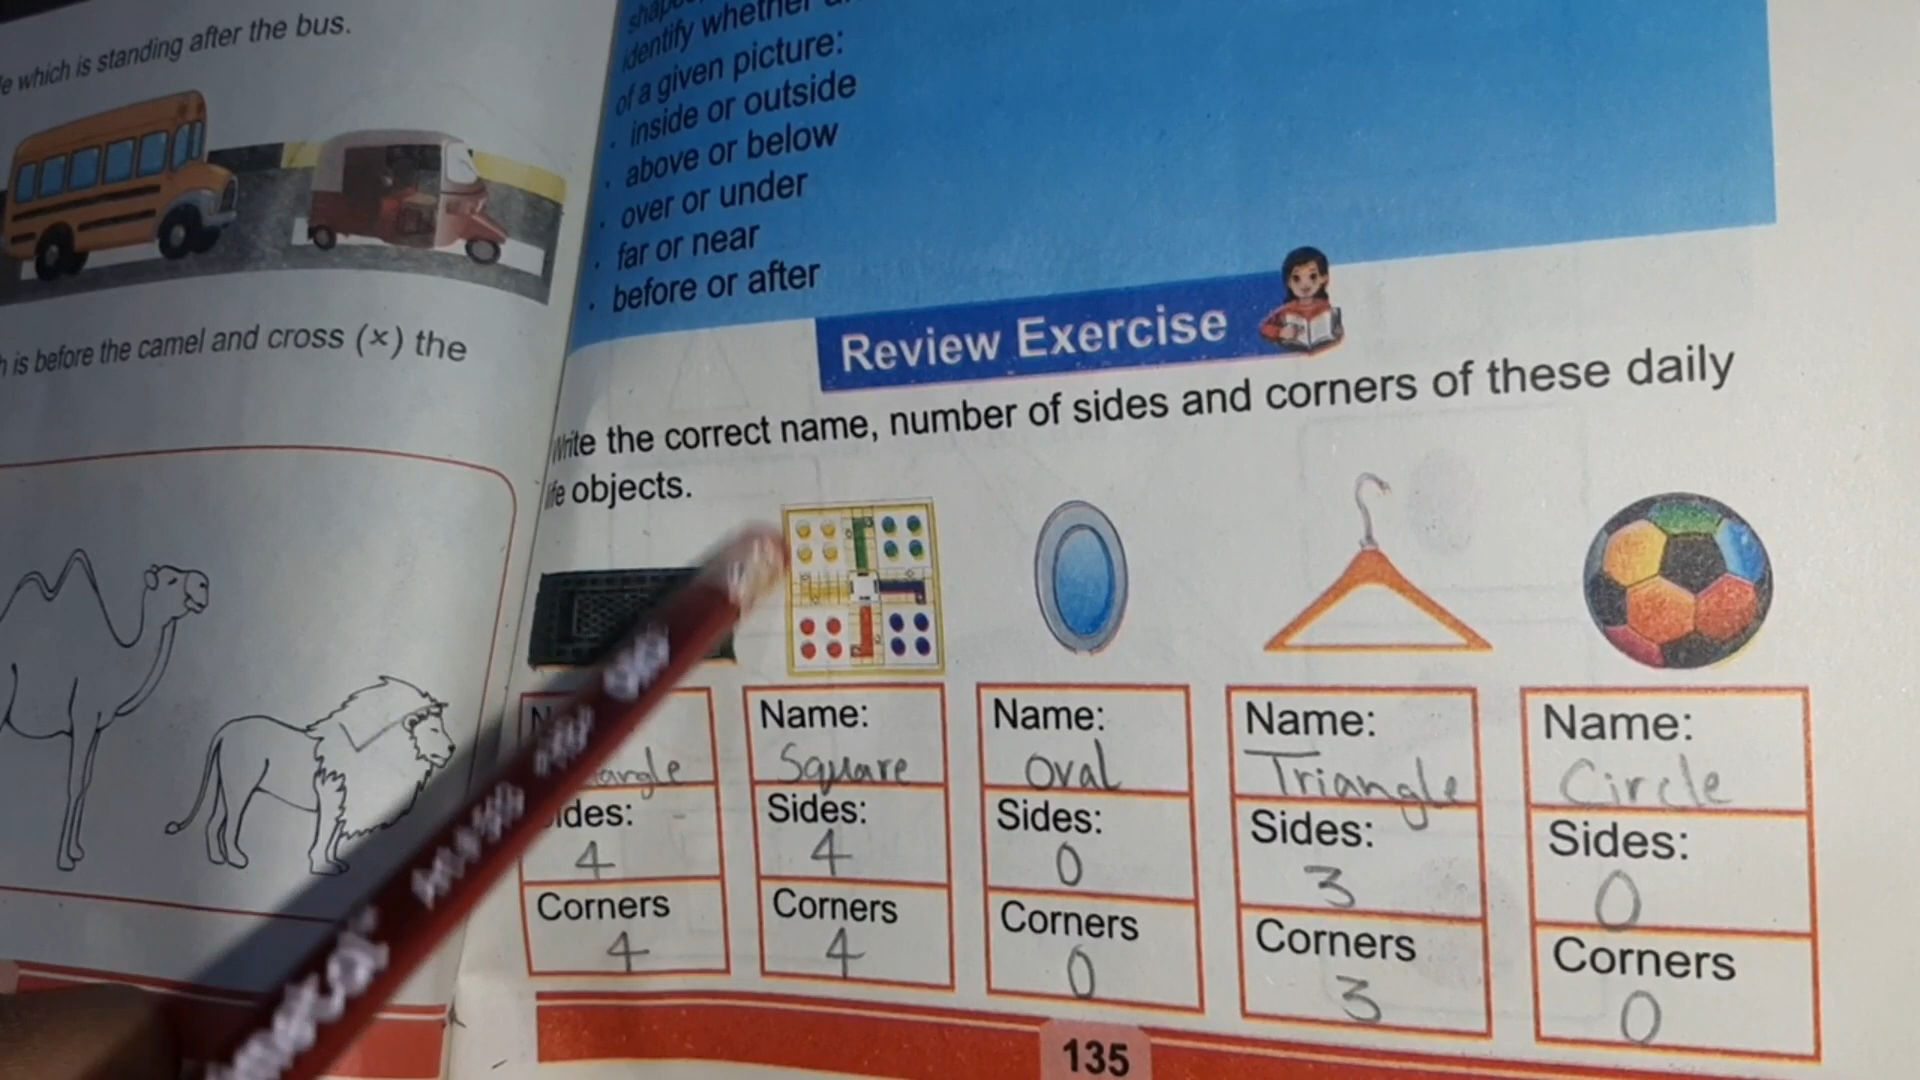 which is standing after the bus.
is before the camel and cross (×) the
identify whether
of a given picture:
. inside or outside
. above or below
. over or under
. far or near
. before or after
Review Exercise
Write the correct name, number of sides and corners of these daily
life objects.
Name: Name: Name: Name:
Square Oval Triangle Circle
Sides: Sides: Sides: Sides:
4 4 0 3 0
Corners Corners Corners Corners Corners
4 4 0 3 0
135